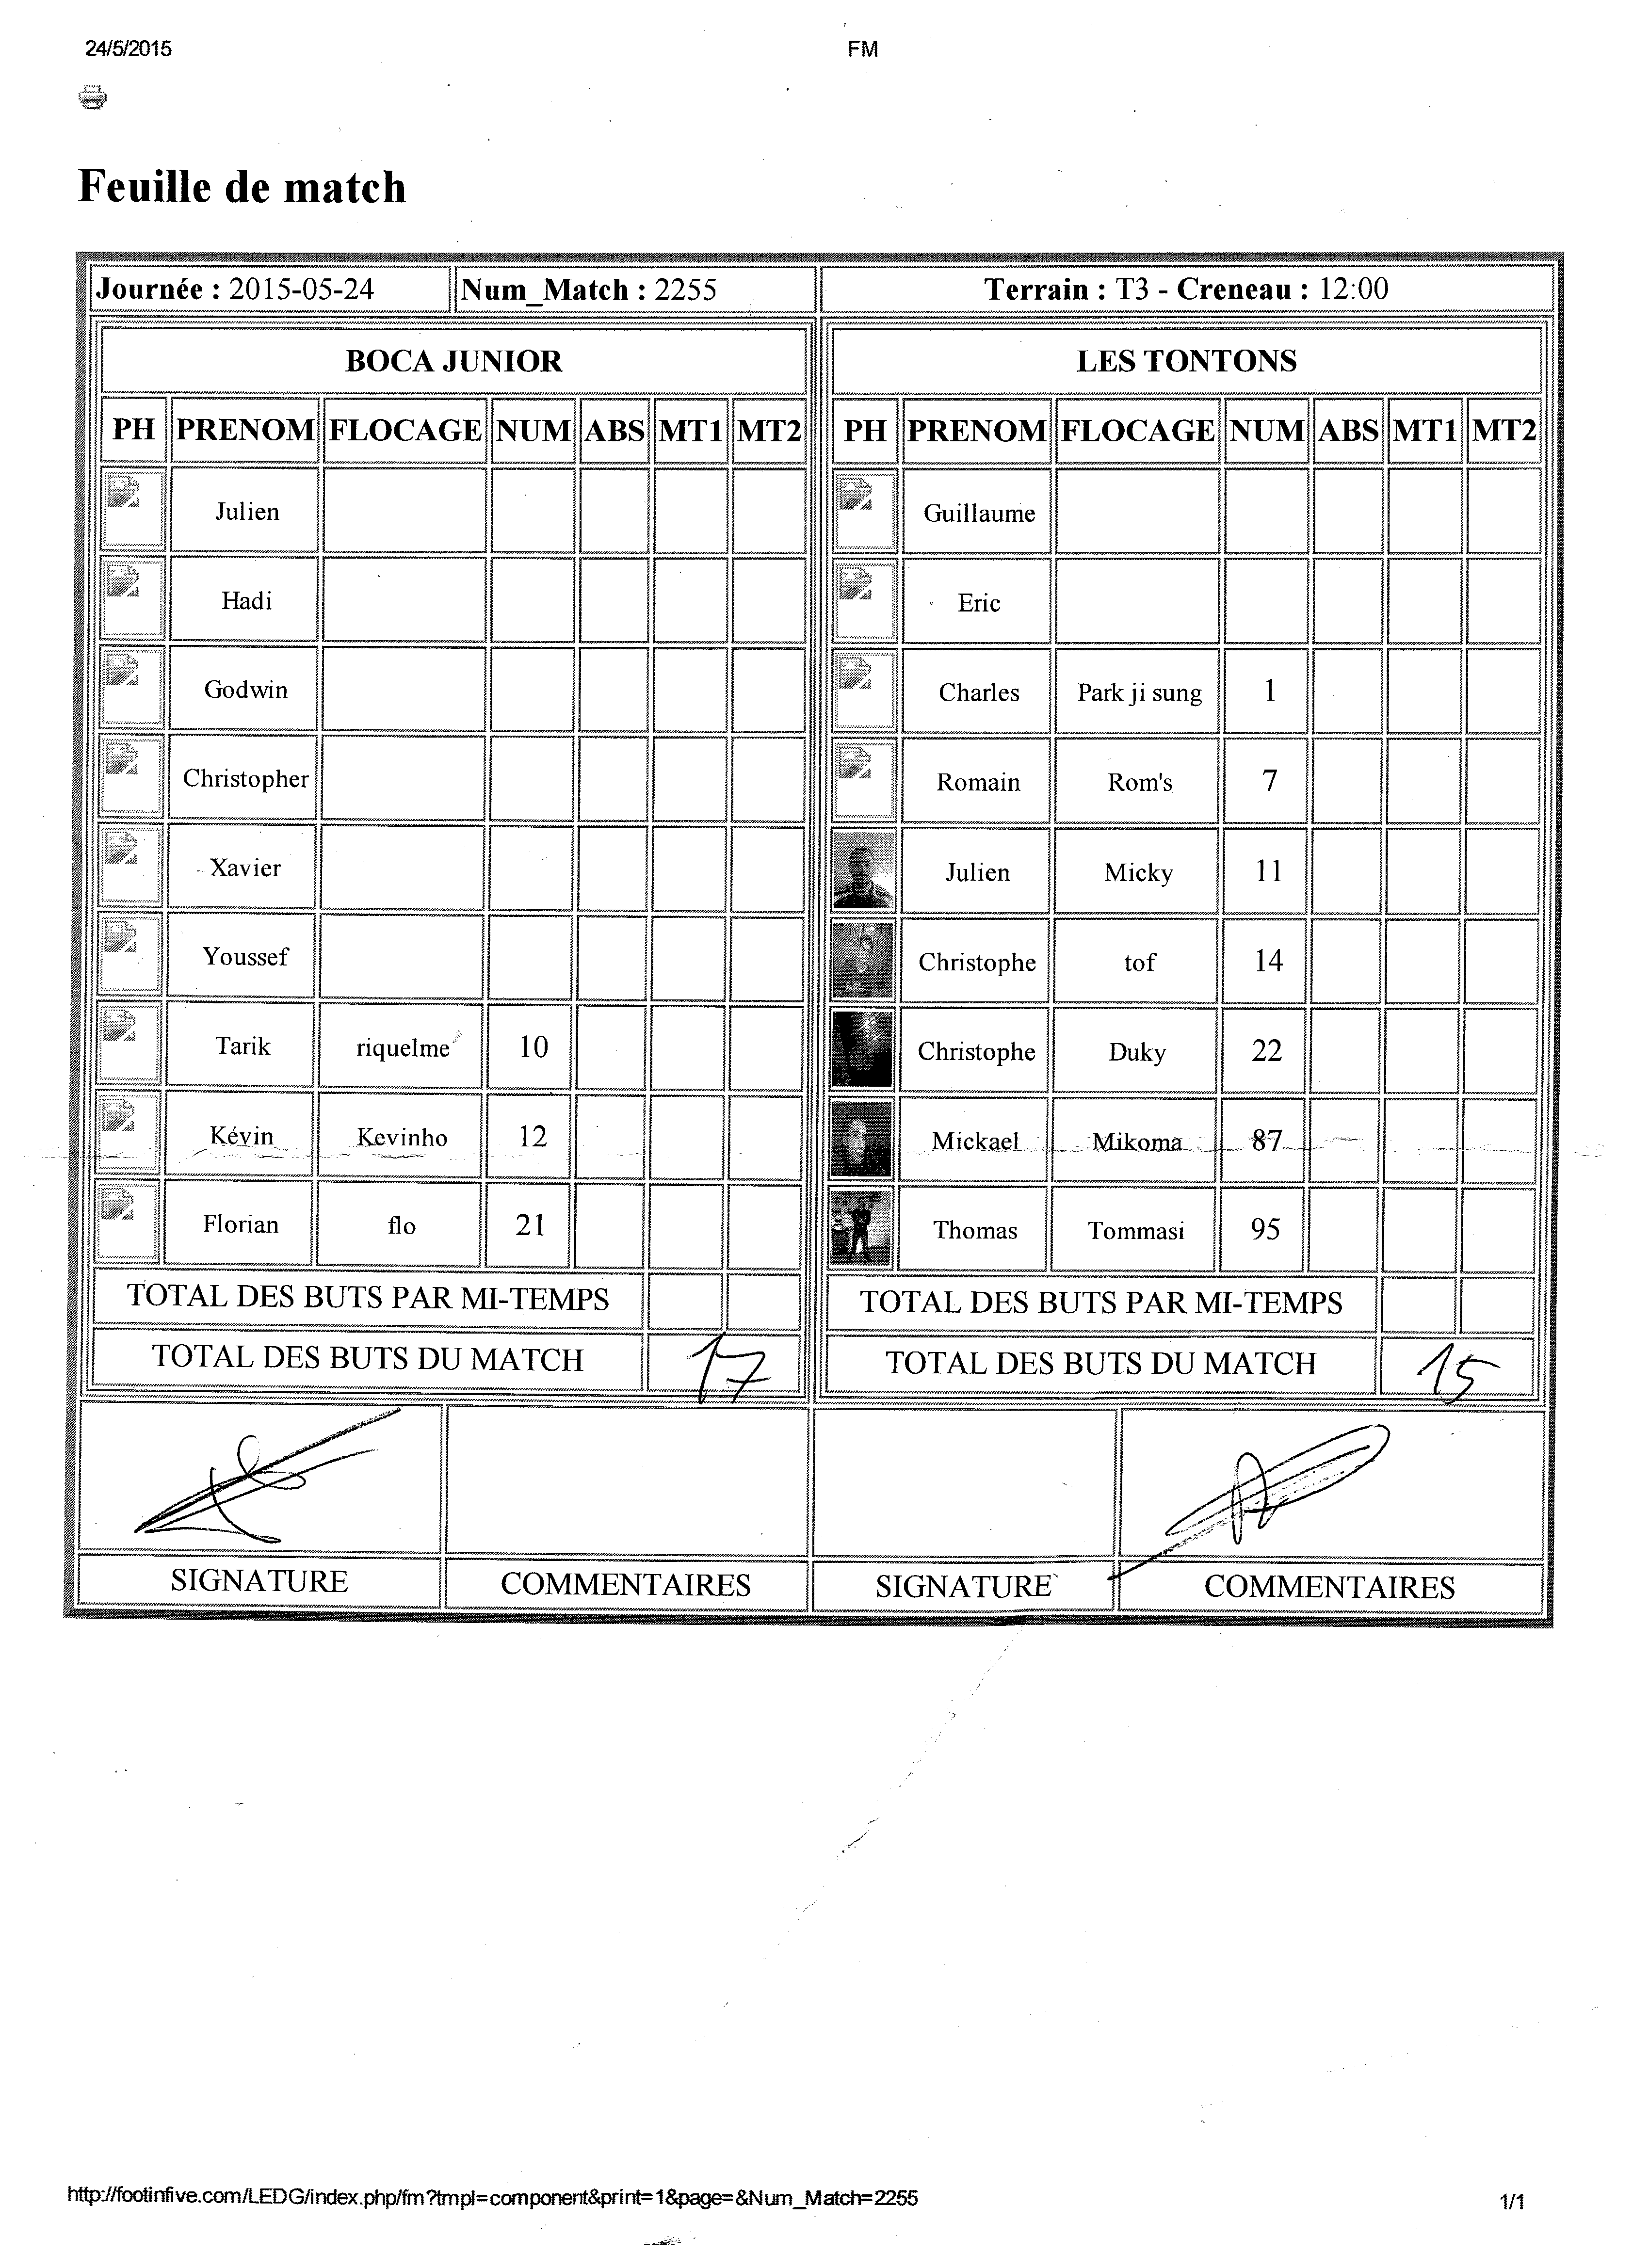 24/5/2015 FM
Feuille de match
Journée : 2015-05-24 Num_Match : 2255 Terrain : T3 - Creneau : 12:00
BOCA JUNIOR LES TONTONS
PH PRENOM FLOCAGE NUM ABS MT1 MT2 PH PRENOM FLOCAGE NUM ABS MT1 MT2
Julien Guillaume
Hadi Eric
Godwin Charles Park ji sung 1
Christopher Romain Rom's 7
Xavier Julien Micky 11
Youssef Christophe tof 14
Tarik riquelme 10 Christophe Duky 22
Kévin Kevinho 12 Mickael Mikoma 87
Florian flo 21 Thomas Tommasi 95
TOTAL DES BUTS PAR MI-TEMPS TOTAL DES BUTS PAR MI-TEMPS
TOTAL DES BUTS DU MATCH 17 TOTAL DES BUTS DU MATCH 15
SIGNATURE COMMENTAIRES SIGNATURE COMMENTAIRES
http://footinfive.com/LEDG/index.php/fm?tmpl=component&print=1&page=&Num_Match=2255 1/1